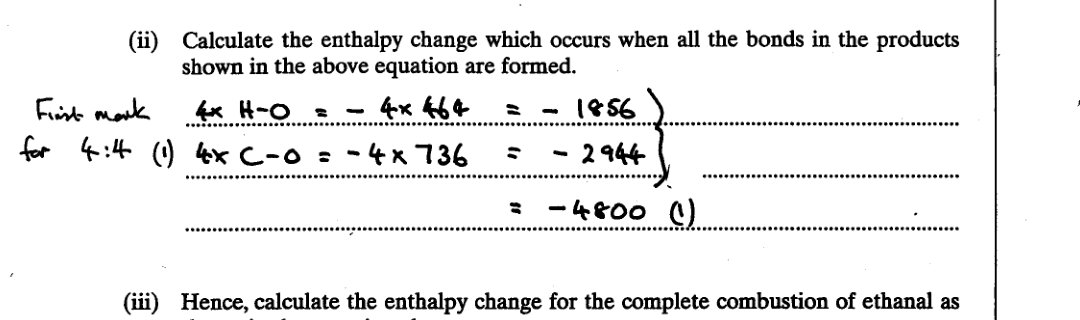 (ii) Calculate the enthalpy change which occurs when all the bonds in the products
shown in the above equation are formed.
First mark 4x H-O = - 4x 464 = - 1856
for 4:4 (1) 4x C-O = - 4 x 736 = - 2944
= - 4800 (1)
(iii) Hence, calculate the enthalpy change for the complete combustion of ethanal as